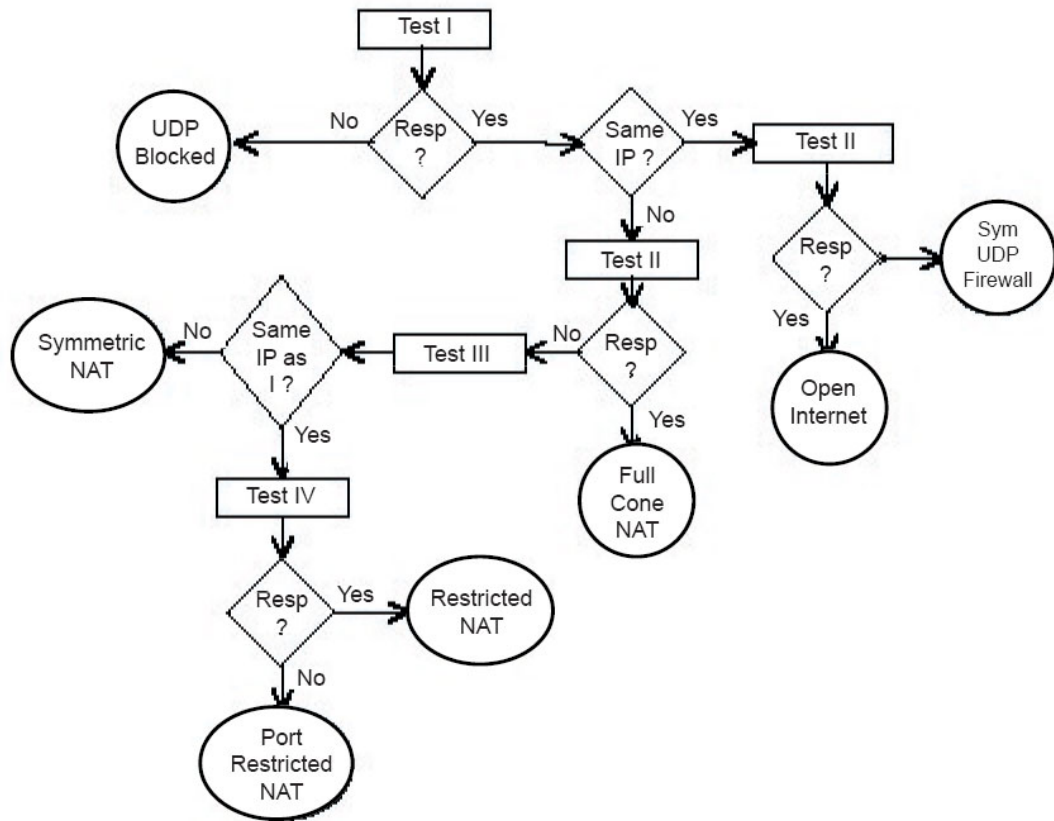 Test I
No
Resp
?
Yes
UDP
Blocked
Same
IP ?
Yes
Test II
No
Resp
?
Sym
UDP
Firewall
Yes
Open
Internet
Test II
Resp
?
No
Yes
Full
Cone
NAT
Test III
Same
IP as
I ?
No
Symmetric
NAT
Yes
Test IV
Resp
?
Yes
Restricted
NAT
No
Port
Restricted
NAT